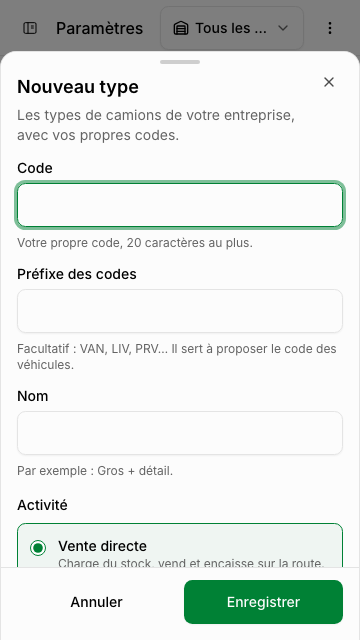 Paramètres
Tous les ...
Nouveau type
Les types de camions de votre entreprise,
avec vos propres codes.
Code
Votre propre code, 20 caractères au plus.
Préfixe des codes
Facultatif : VAN, LIV, PRV... Il sert à proposer le code des
véhicules.
Nom
Par exemple : Gros + détail.
Activité
Vente directe
Charge du stock, vend et encaisse sur la route.
Annuler
Enregistrer